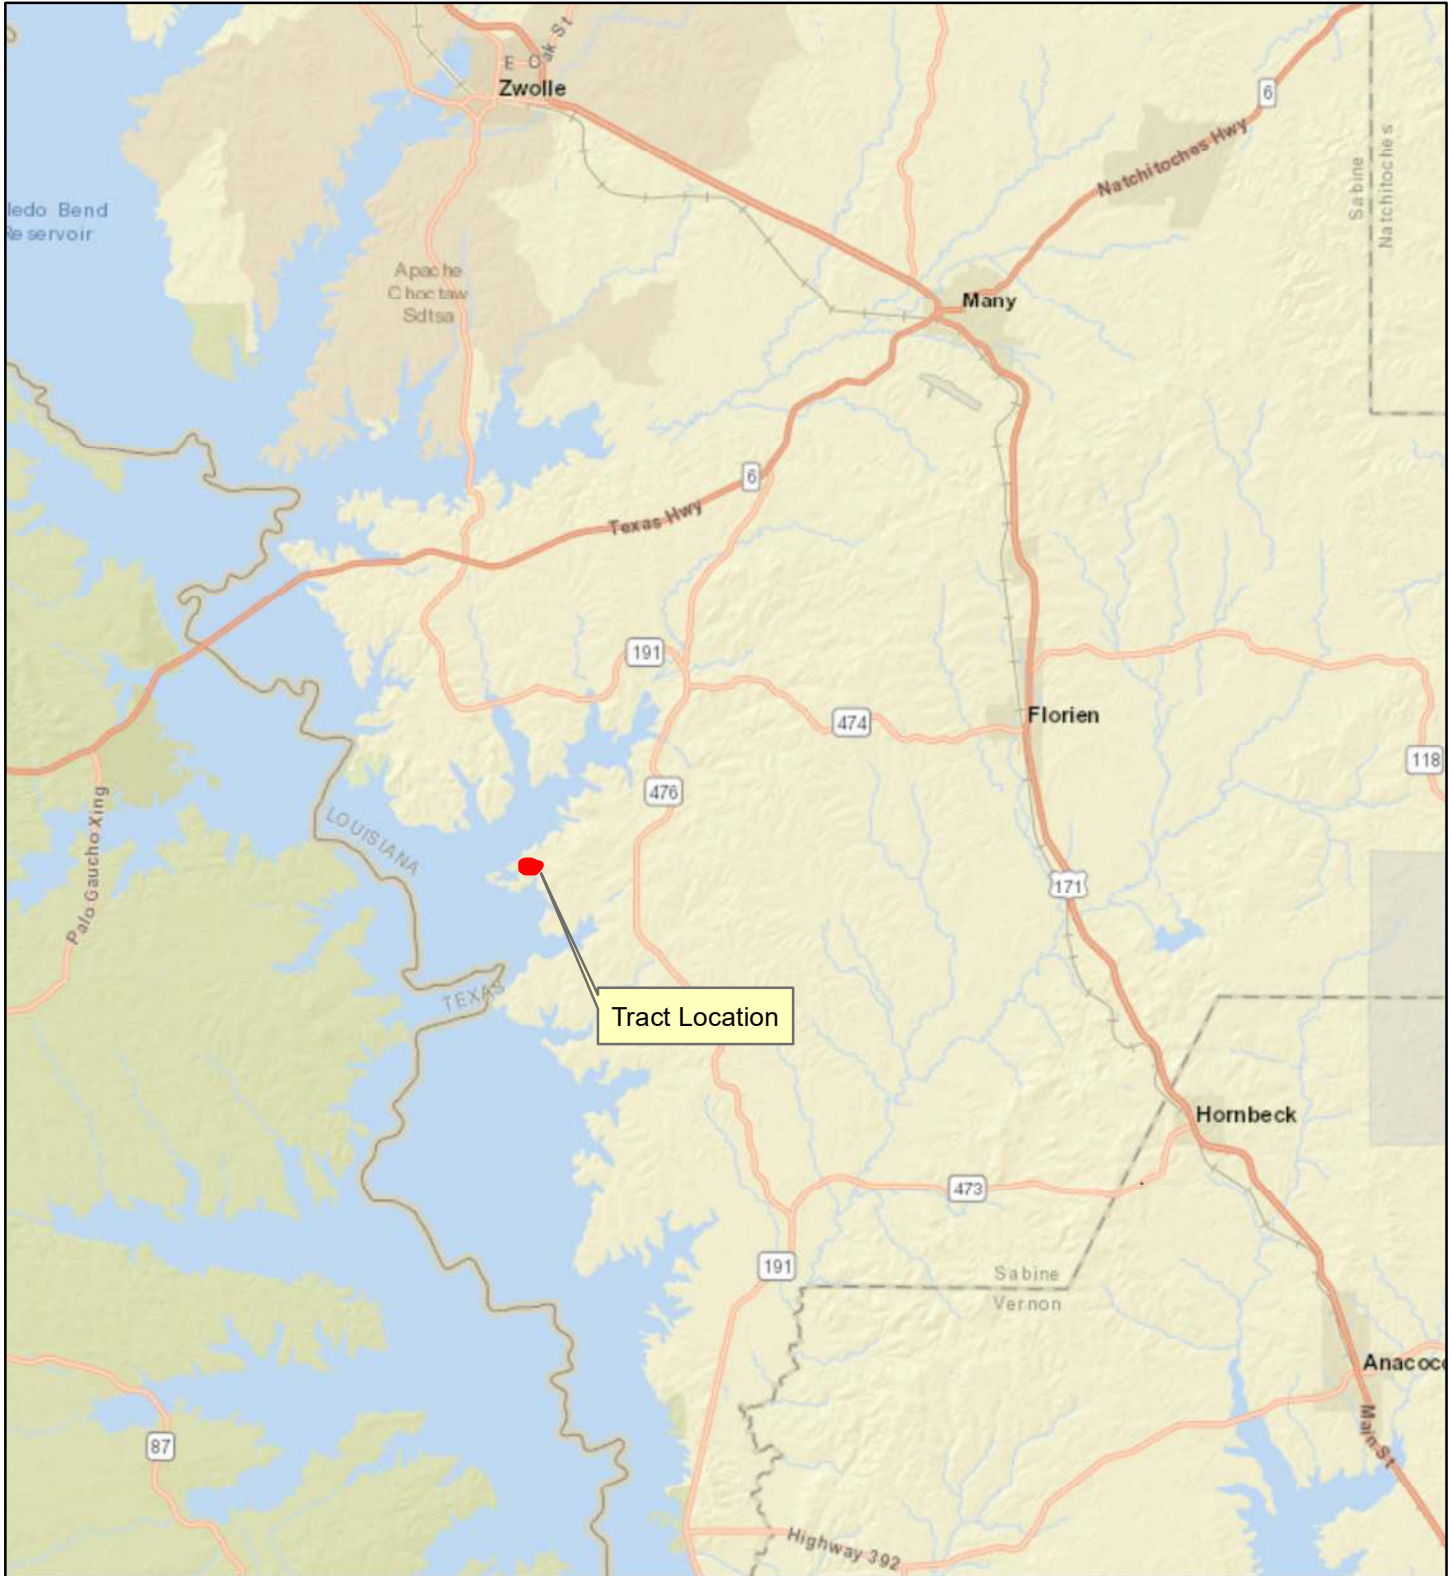 E Oak St
Zwolle
6
Natchitoches Hwy
Sabine
Natchitoches
ledo Bend
Reservoir
Apache
Choctaw
Sdtsa
Many
6
Texas Hwy
191
474
Florien
118
476
Palo Gaucho Xing
LOUISIANA
171
TEXAS
Tract Location
Hornbeck
473
191
Sabine
Vernon
Anacoco
87
Main St
Highway 392